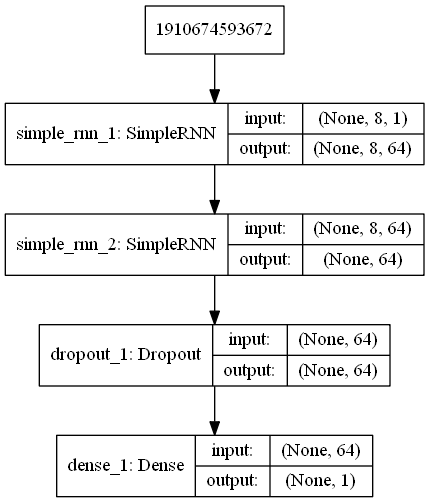 1910674593672
simple_rnn_1: SimpleRNN
input: (None, 8, 1)
output: (None, 8, 64)
simple_rnn_2: SimpleRNN
input: (None, 8, 64)
output: (None, 64)
dropout_1: Dropout
input: (None, 64)
output: (None, 64)
dense_1: Dense
input: (None, 64)
output: (None, 1)